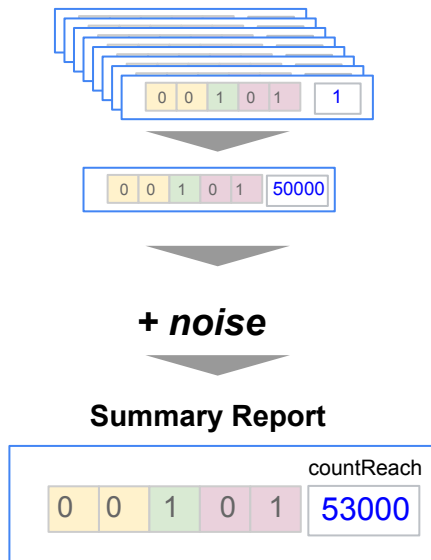 0 0 1 0 1 1
0 0 1 0 1 50000
+ noise
Summary Report
countReach
0 0 1 0 1 53000